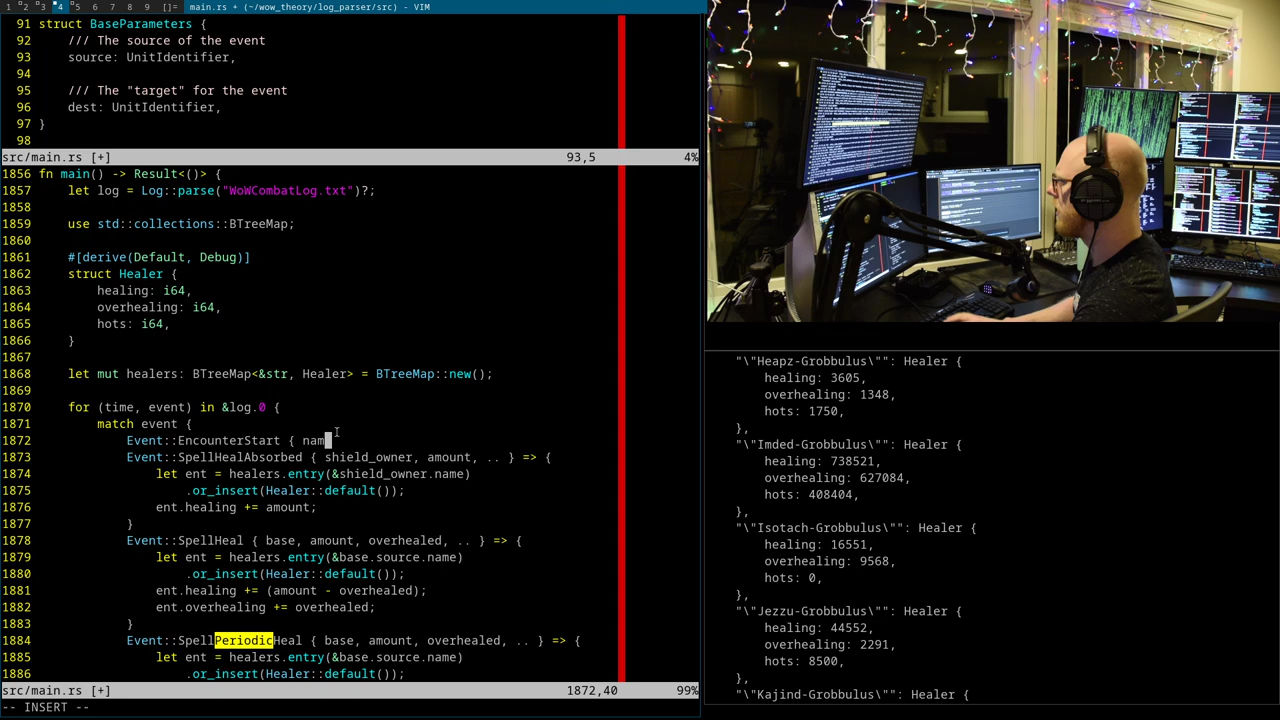 1 2 3 4 5 6 7 8 9 []= main.rs + (~/wow_theory/log_parser/src) - VIM
91 struct BaseParameters {
92     /// The source of the event
93     source: UnitIdentifier,
94
95     /// The "target" for the event
96     dest: UnitIdentifier,
97 }
98
src/main.rs [+] 93,5 4%
1856 fn main() -> Result<()> {
1857     let log = Log::parse("WoWCombatLog.txt")?;
1858
1859     use std::collections::BTreeMap;
1860
1861     #[derive(Default, Debug)]
1862     struct Healer {
1863         healing: i64,
1864         overhealing: i64,
1865         hots: i64,
1866     }
1867
1868     let mut healers: BTreeMap<&str, Healer> = BTreeMap::new();
1869
1870     for (time, event) in &log.0 {
1871         match event {
1872             Event::EncounterStart { nam
1873             Event::SpellHealAbsorbed { shield_owner, amount, .. } => {
1874                 let ent = healers.entry(&shield_owner.name)
1875                     .or_insert(Healer::default());
1876                 ent.healing += amount;
1877             }
1878             Event::SpellHeal { base, amount, overhealed, .. } => {
1879                 let ent = healers.entry(&base.source.name)
1880                     .or_insert(Healer::default());
1881                 ent.healing += (amount - overhealed);
1882                 ent.overhealing += overhealed;
1883             }
1884             Event::SpellPeriodicHeal { base, amount, overhealed, .. } => {
1885                 let ent = healers.entry(&base.source.name)
1886                     .or_insert(Healer::default());
src/main.rs [+] 1872,40 99%
-- INSERT --
"\"Heapz-Grobbulus\"": Healer {
    healing: 3605,
    overhealing: 1348,
    hots: 1750,
},
"\"Imded-Grobbulus\"": Healer {
    healing: 738521,
    overhealing: 627084,
    hots: 408404,
},
"\"Isotach-Grobbulus\"": Healer {
    healing: 16551,
    overhealing: 9568,
    hots: 0,
},
"\"Jezzu-Grobbulus\"": Healer {
    healing: 44552,
    overhealing: 2291,
    hots: 8500,
},
"\"Kajind-Grobbulus\"": Healer {